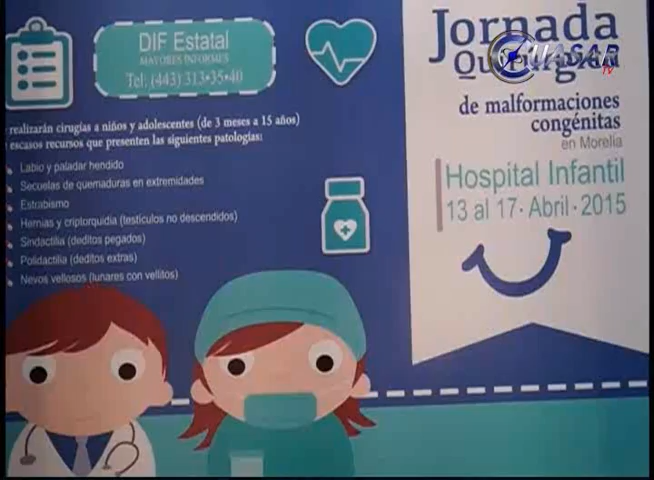 DIF Estatal
MAYORES INFORMES
Tel: (443) 313•35•40
realizarán cirugías a niños y adolescentes (de 3 meses a 15 años)
escasos recursos que presenten las siguientes patologías:
Labio y paladar hendido
Secuelas de quemaduras en extremidades
Estrabismo
Hernias y criptorquidia (testículos no descendidos)
Sindactilia (deditos pegados)
Polidactilia (deditos extras)
Nevos vellosos (lunares con vellitos)
Jornada
de malformaciones
congénitas
en Morelia
Hospital Infantil
13 al 17• Abril • 2015
QUASAR
TV